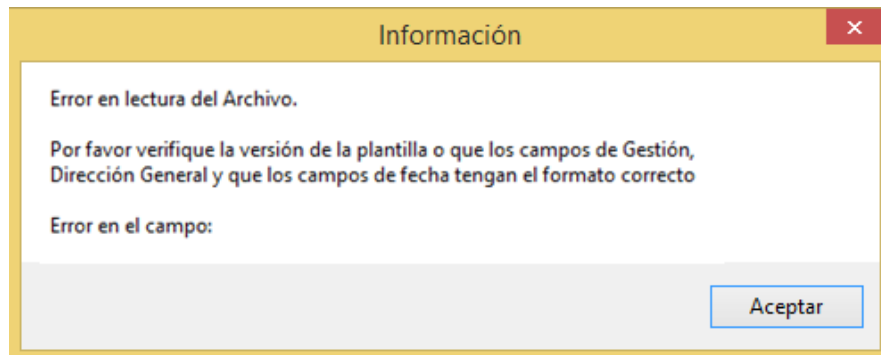 Información
Error en lectura del Archivo.
Por favor verifique la versión de la plantilla o que los campos de Gestión,
Dirección General y que los campos de fecha tengan el formato correcto
Error en el campo:
Aceptar